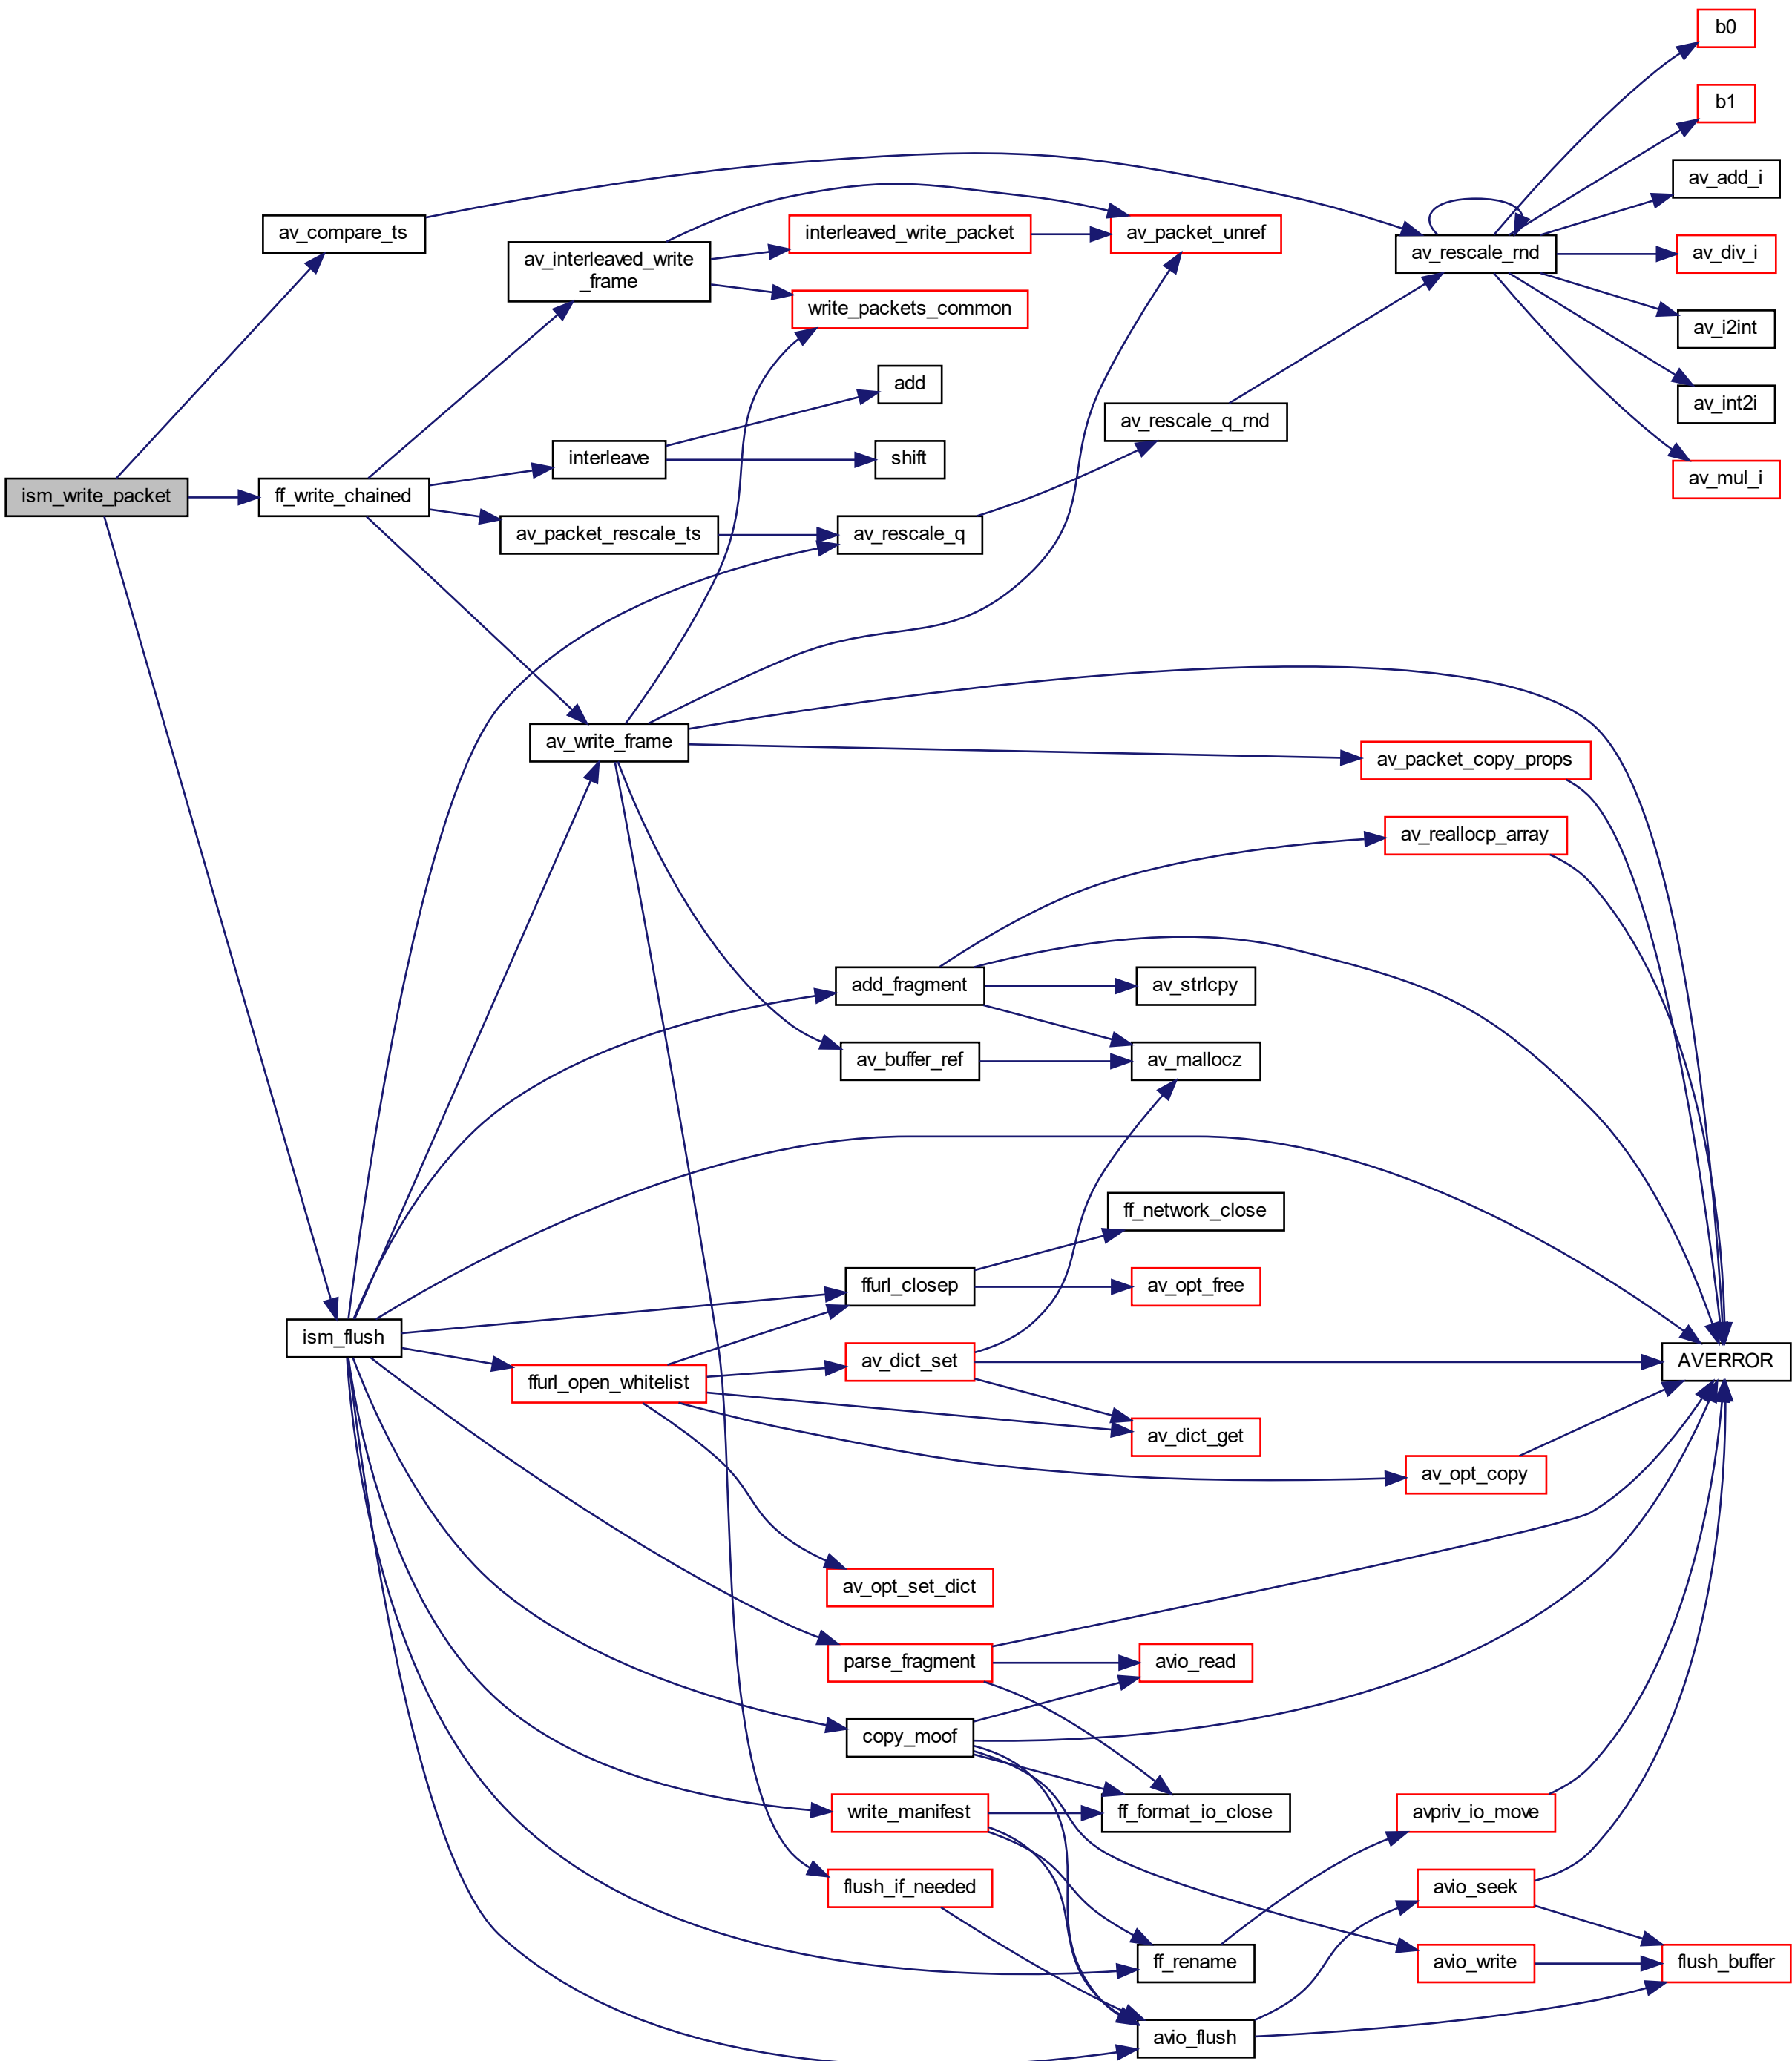 b0
b1
av_add_i
av_compare_ts
av_interleaved_write
_frame
interleaved_write_packet
av_packet_unref
av_rescale_rnd
av_div_i
write_packets_common
av_i2int
add
av_rescale_q_rnd
av_int2i
interleave
shift
av_mul_i
ism_write_packet
ff_write_chained
av_packet_rescale_ts
av_rescale_q
av_write_frame
av_packet_copy_props
av_reallocp_array
add_fragment
av_strlcpy
av_buffer_ref
av_mallocz
ff_network_close
ffurl_closep
av_opt_free
ism_flush
AVERROR
ffurl_open_whitelist
av_dict_set
av_dict_get
av_opt_copy
av_opt_set_dict
parse_fragment
avio_read
copy_moof
write_manifest
ff_format_io_close
avpriv_io_move
flush_if_needed
avio_seek
ff_rename
avio_write
flush_buffer
avio_flush